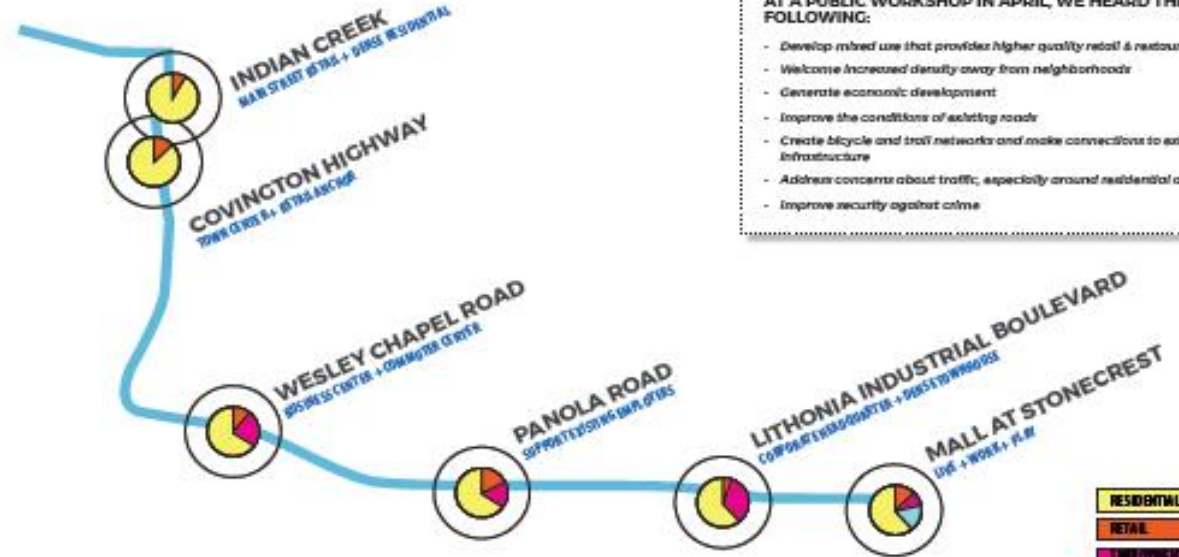 AT A PUBLIC WORKSHOP IN APRIL, WE HEARD THE
FOLLOWING:
- Develop mixed use that provides higher quality retail &
- Welcome increased density away from neighborhoods
- Generate economic development
- Improve the conditions of existing roads
- Create bicycle and trail networks and make connections to
infrastructure
- Address concerns about traffic, especially around residential
- Improve security against crime
INDIAN CREEK
MAIN STREET RETAIL + DENSE RESIDENTIAL
COVINGTON HIGHWAY
TOWN CENTER + RETAIL ANCHOR
WESLEY CHAPEL ROAD
BUSINESS CENTER + COMMUTER CENTER
PANOLA ROAD
SUPPORT EXISTING EMPLOYERS
LITHONIA INDUSTRIAL BOULEVARD
CORPORATE HEADQUARTER + DENSE TOWNHOUSE
MALL AT STONECREST
LIVE + WORK + PLAY
RESIDENTIAL
RETAIL